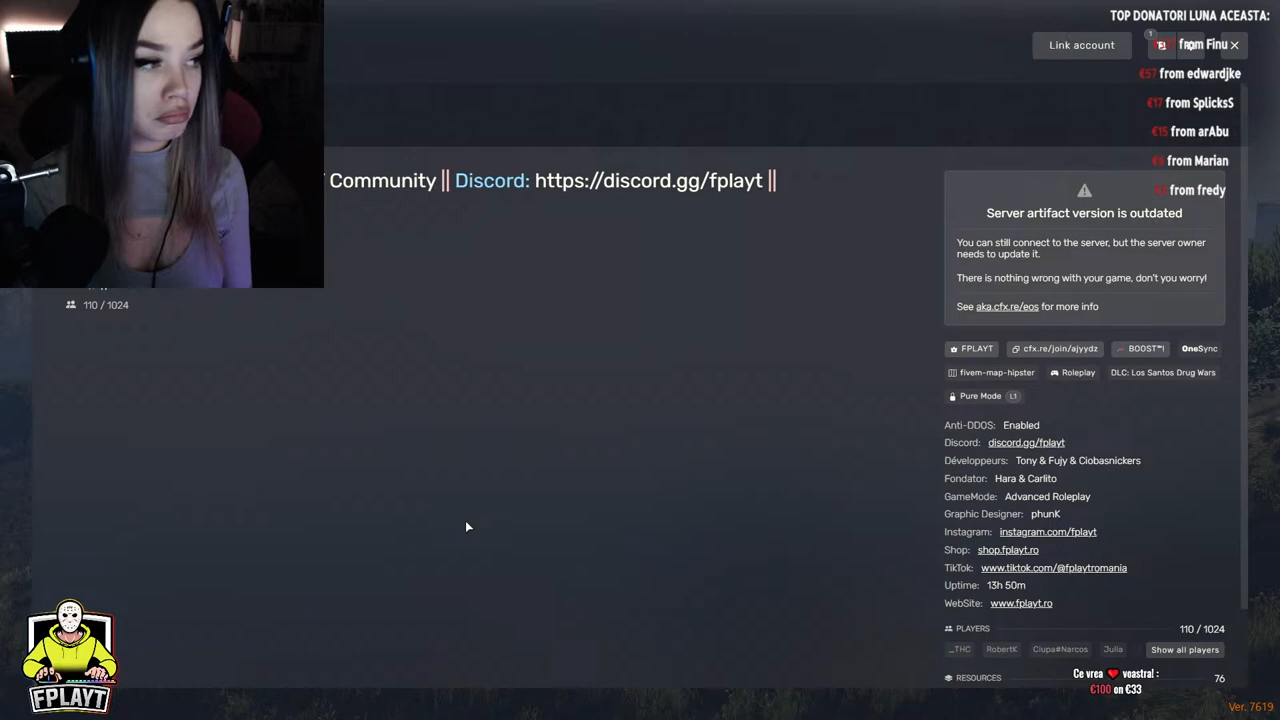 TOP DONATORI LUNA ACEASTA:
Link account
1
from Finu
€57 from edwardjke
€17 from SplicksS
€15 from arAbu
from Marian
from fredy
Community || Discord: https://discord.gg/fplayt ||
110 / 1024
Server artifact version is outdated
You can still connect to the server, but the server owner
needs to update it.
There is nothing wrong with your game, don't you worry!
See aka.cfx.re/eos for more info
FPLAYT
cfx.re/join/ajyydz
BOOST™!
OneSync
fivem-map-hipster
Roleplay
DLC: Los Santos Drug Wars
Pure Mode L1
Anti-DDOS: Enabled
Discord: discord.gg/fplayt
Développeurs: Tony & Fujy & Ciobasnickers
Fondator: Hara & Carlito
GameMode: Advanced Roleplay
Graphic Designer: phunK
Instagram: instagram.com/fplayt
Shop: shop.fplayt.ro
TikTok: www.tiktok.com/@fplaytromania
Uptime: 13h 50m
WebSite: www.fplayt.ro
PLAYERS 110 / 1024
_THC
RobertK
Ciupa#Narcos
Julia
Show all players
Ce vrea ❤ voastra! :
€100 on €33
RESOURCES 76
FPLAYT
Ver. 7619